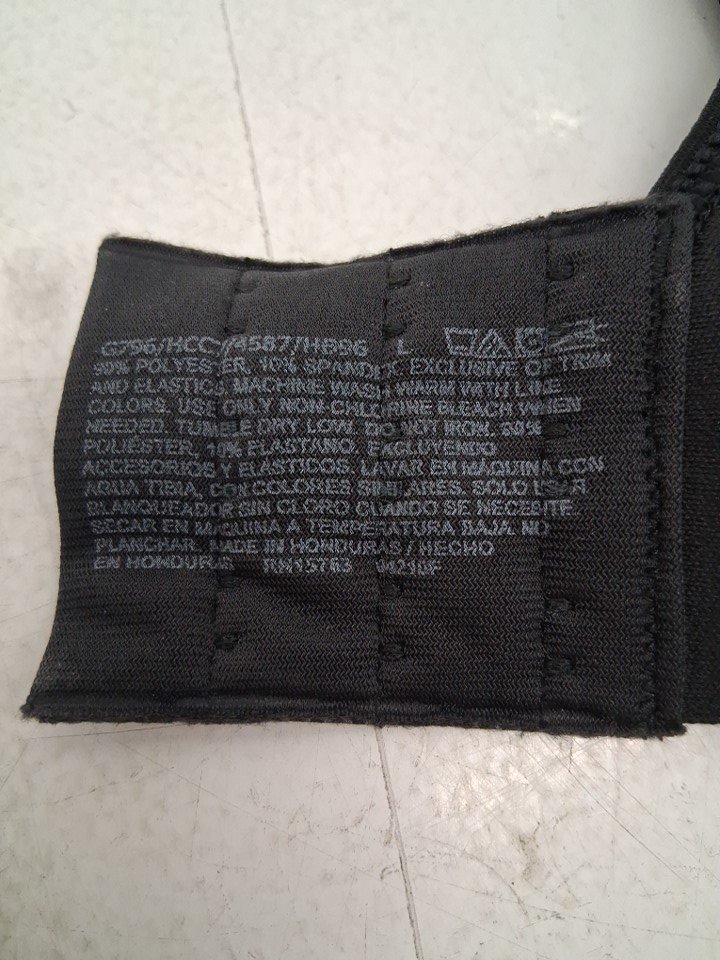 G796/HCC3/4587/HB96 L
90% POLYESTER, 10% SPANDEX, EXCLUSIVE OF TRIM
AND ELASTICS. MACHINE WASH WARM WITH LIKE
COLORS. USE ONLY NON-CHLORINE BLEACH WHEN
NEEDED. TUMBLE DRY LOW. DO NOT IRON. 90%
POLIÉSTER, 10% ELASTANO, EXCLUYENDO
ACCESORIOS Y ELÁSTICOS. LAVAR EN MÁQUINA CON
AGUA TIBIA, CON COLORES SIMILARES. SOLO USAR
BLANQUEADOR SIN CLORO CUANDO SE NECESITE.
SECAR EN MÁQUINA A TEMPERATURA BAJA. NO
PLANCHAR. MADE IN HONDURAS / HECHO
EN HONDURAS RN15763